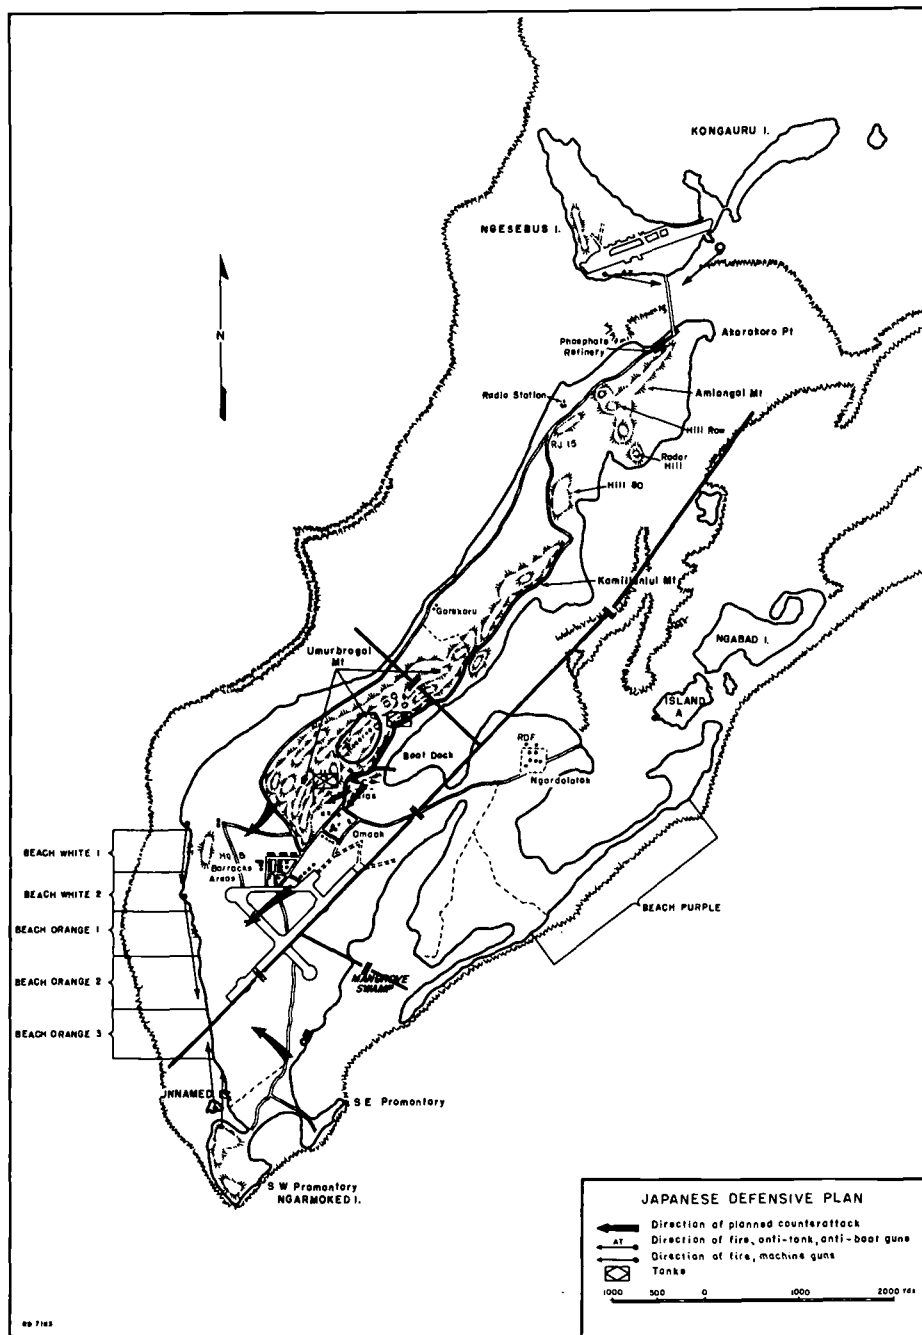 KONGAURU I.
NGESEBUS I.
AT
N
Akarakoro Pt
Phosphate
Refinery
Radio Station
Amiangal Mt
Hill Row
RJ 15
Radar
Hill
Hill 80
Kamilianlul Mt
Garekoru
NGABAD I.
Umurbrogol
Mt
ISLAND
A
RDF
Boat Dock
Ngardololok
Omaok
BEACH WHITE 1
Hq & 
Barracks
Areas
BEACH WHITE 2
BEACH PURPLE
BEACH ORANGE 1
MANGROVE
SWAMP
BEACH ORANGE 2
BEACH ORANGE 3
UNNAMED I.
S E Promontory
S W Promontory
NGARMOKED I.
JAPANESE DEFENSIVE PLAN
Direction of planned counterattack
AT Direction of fire, anti-tank, anti-boat guns
Direction of fire, machine guns
Tanks
1000 500 0 1000 2000 yds
RD 7163